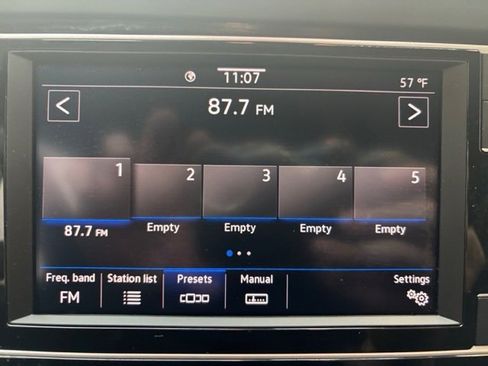 11:07
57 °F
87.7 FM
< >
1 2 3 4 5
87.7 FM Empty Empty Empty Empty
Freq. band Station list Presets Manual Settings
FM